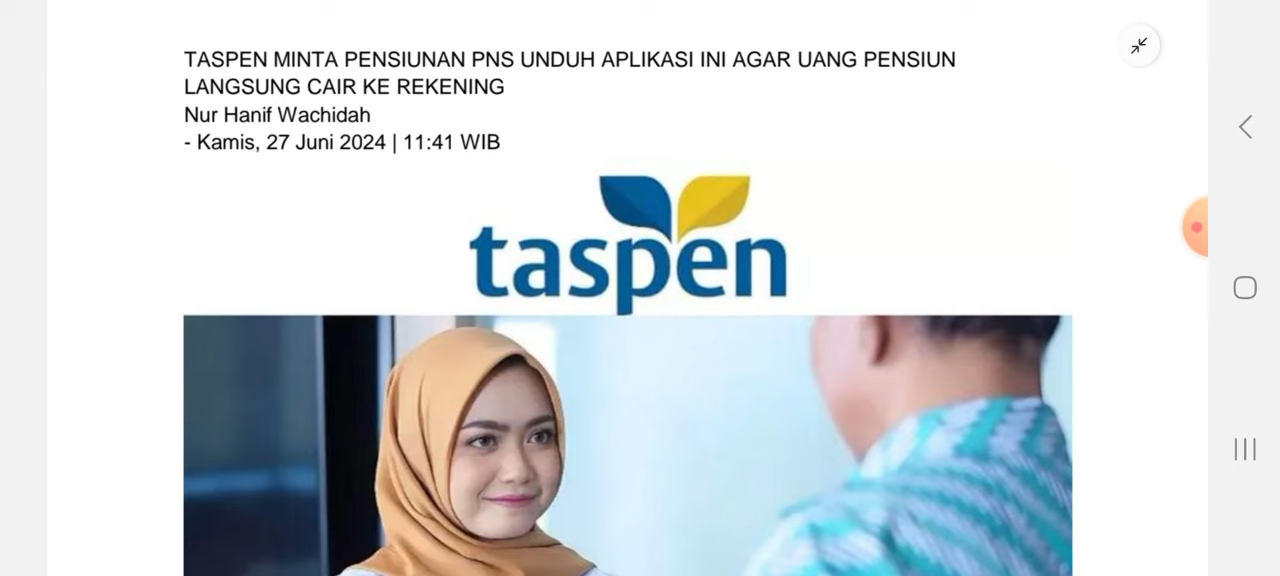 TASPEN MINTA PENSIUNAN PNS UNDUH APLIKASI INI AGAR UANG PENSIUN
LANGSUNG CAIR KE REKENING
Nur Hanif Wachidah
- Kamis, 27 Juni 2024 | 11:41 WIB
taspen